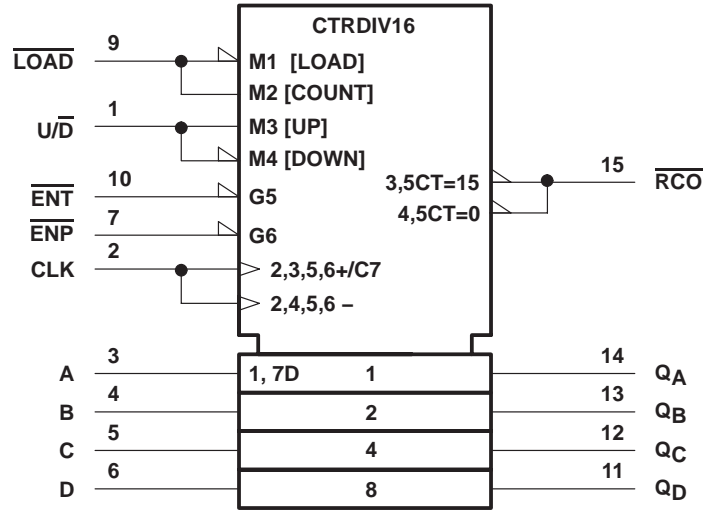 CTRDIV16
LOAD 9 M1 [LOAD]
M2 [COUNT]
U/D 1 M3 [UP]
M4 [DOWN]
3,5CT=15 15 RCO
ENT 10 G5
4,5CT=0
ENP 7 G6
CLK 2 2,3,5,6+/C7
2,4,5,6 –
A 3 1, 7D 1 14 QA
B 4 2 13 QB
C 5 4 12 QC
D 6 8 11 QD